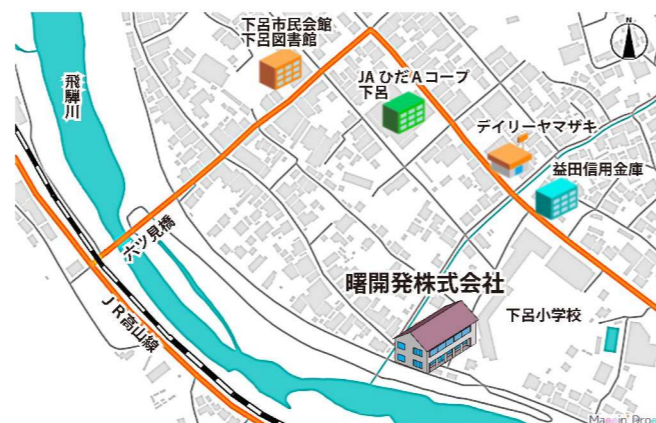 下呂市民会館
下呂図書館
N
JAひだAコープ
下呂
飛騨川
デイリーヤマザキ
益田信用金庫
六ツ見橋
曙開発株式会社
下呂小学校
JR高山線